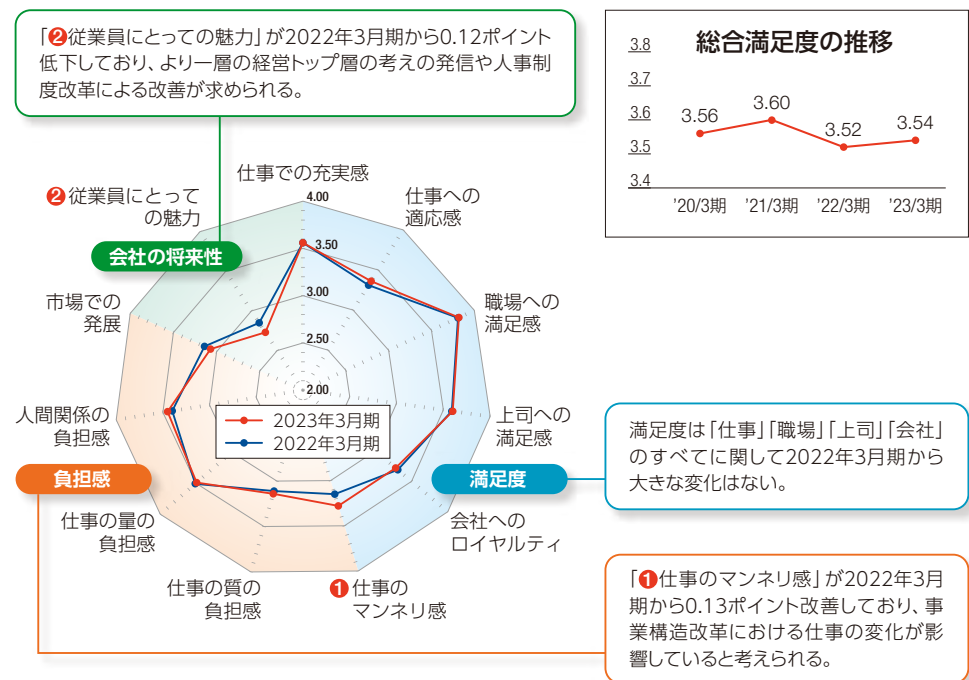 「❷従業員にとっての魅力」が2022年3月期から0.12ポイント
低下しており、より一層の経営トップ層の考えの発信や人事制
度改革による改善が求められる。
総合満足度の推移
3.8
3.7
3.6
3.5
3.4
3.56
3.60
3.52
3.54
’20/3期
’21/3期
’22/3期
’23/3期
仕事での充実感
仕事への
適応感
職場への
満足感
上司への
満足感
会社への
ロイヤルティ
❶仕事の
マンネリ感
仕事の質の
負担感
仕事の量の
負担感
人間関係の
負担感
市場での
発展
❷従業員にとって
の魅力
会社の将来性
負担感
満足度
4.00
3.50
3.00
2.50
2.00
2023年3月期
2022年3月期
満足度は「仕事」「職場」「上司」「会社」
のすべてに関して2022年3月期から
大きな変化はない。
「❶仕事のマンネリ感」が2022年3月
期から0.13ポイント改善しており、事
業構造改革における仕事の変化が影
響していると考えられる。